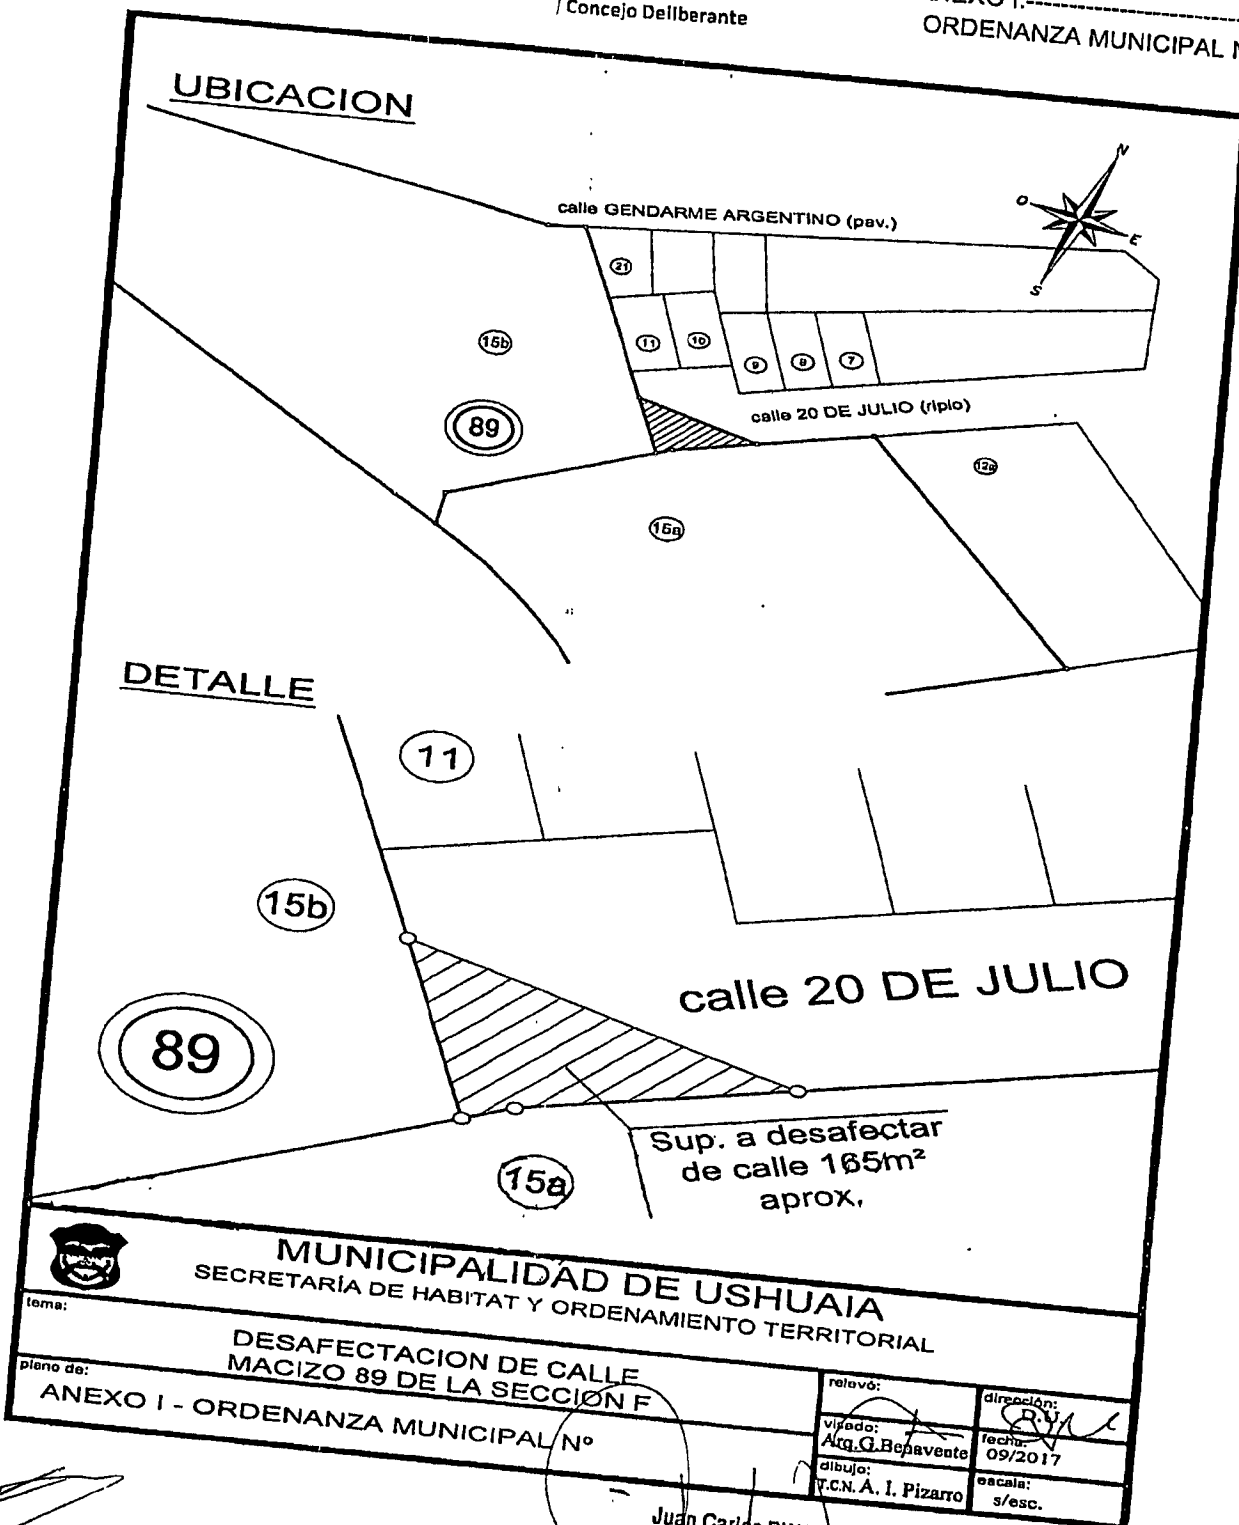 Concejo Deliberante
ORDENANZA MUNICIPAL
UBICACION
calle GENDARME ARGENTINO (pav.)
N
O
E
S
21
15b
11
10
9
8
7
89
calle 20 DE JULIO (ripio)
12a
15a
DETALLE
11
15b
89
calle 20 DE JULIO
Sup. a desafectar
de calle 165m²
aprox.
15a
MUNICIPALIDAD DE USHUAIA
SECRETARÍA DE HABITAT Y ORDENAMIENTO TERRITORIAL
tema:
DESAFECTACION DE CALLE
MACIZO 89 DE LA SECCION F
plano de:
ANEXO I - ORDENANZA MUNICIPAL Nº
relevó:
dirección:
D.U.
visado:
Arq.G.Benavente
fecha:
09/2017
dibujo:
T.C.N. A. I. Pizarro
escala:
s/esc.
Juan Carlos